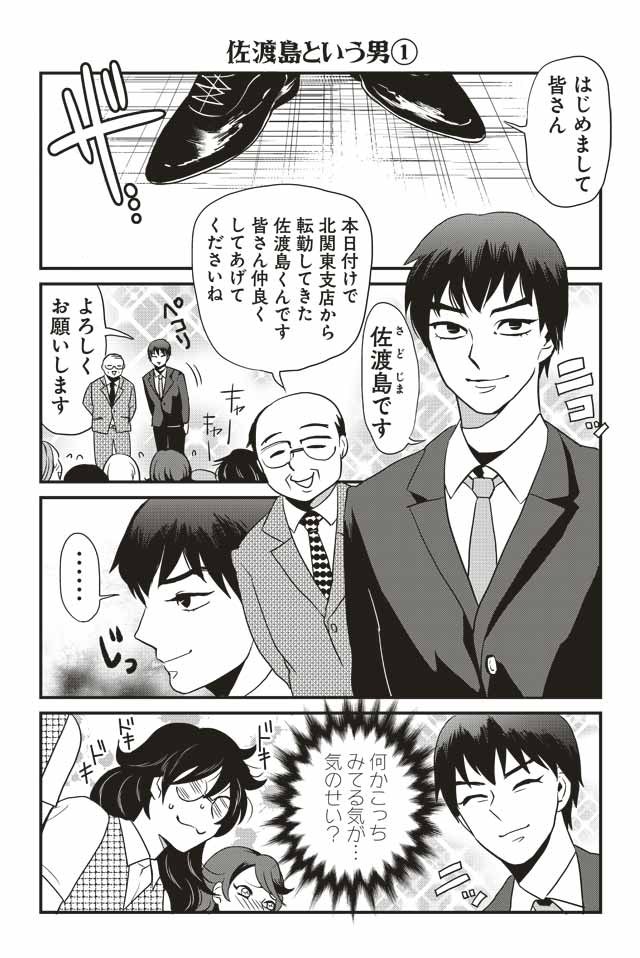 佐渡島という男①
はじめまして
皆さん
ザッ…
佐渡島です
さどじま
ニコッ
本日付けで
北関東支店から
転勤してきた
佐渡島くんです
皆さん仲良く
してあげて
くださいね
ペコリ
よろしく
お願いします
キャー
キャー
……
じっ
ニコッ
何かこっち
みてる気が…
気のせい？
ドキ
ドキ
ドキ